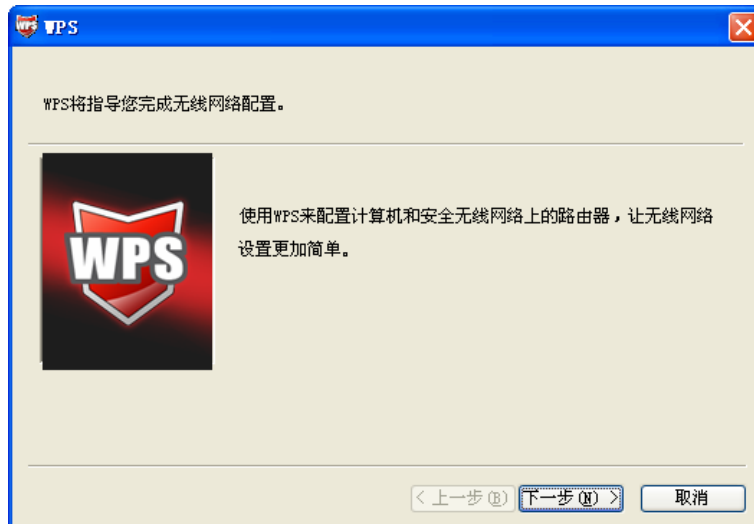 WPS
WPS将指导您完成无线网络配置。
WPS
使用WPS来配置计算机和安全无线网络上的路由器,让无线网络
设置更加简单。
< 上一步(B) 下一步(N) > 取消